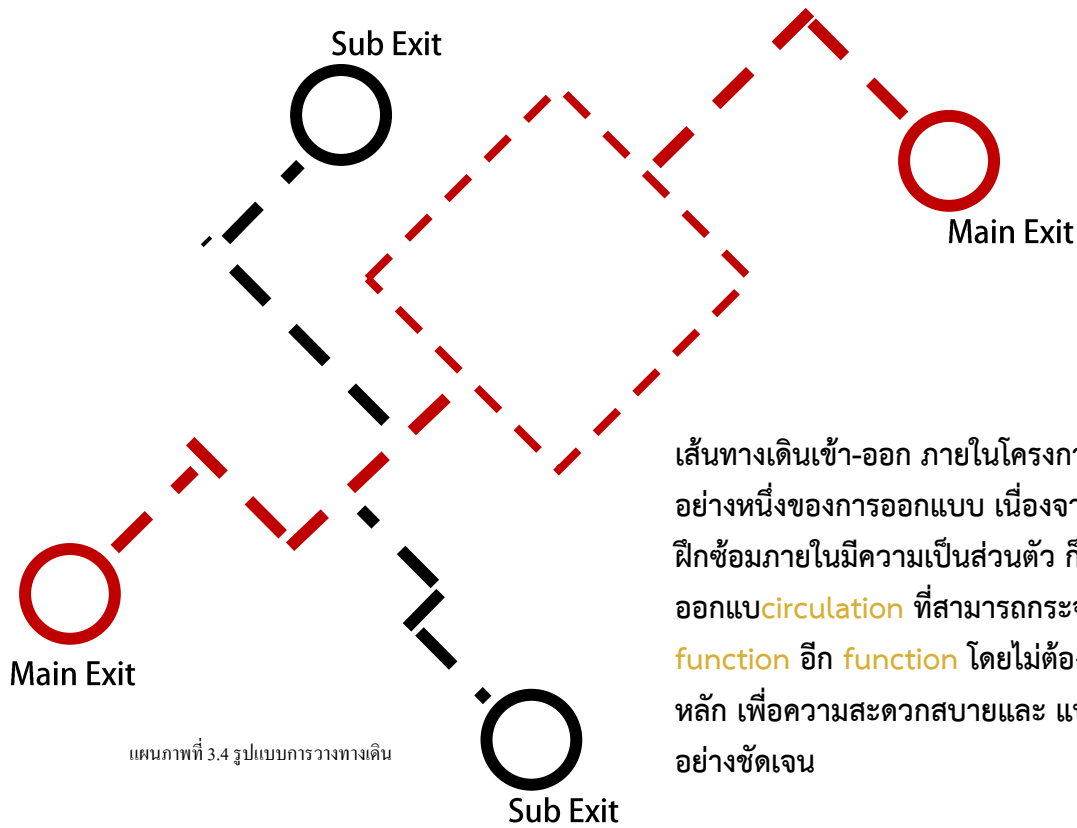 Sub Exit
Main Exit
เส้นทางเดินเข้า-ออก ภายในโครงกา
อย่างหนึ่งของการออกแบบ เนื่องจา
ฝึกซ้อมภายในมีความเป็นส่วนตัว ก็
ออกแบcirculation ที่สามารถกระจ
function อีก function โดยไม่ต้อ
หลัก เพื่อความสะดวกสบายและ แ
อย่างชัดเจน
Main Exit
แผนภาพที่ 3.4 รูปแบบการวางทางเดิน
Sub Exit